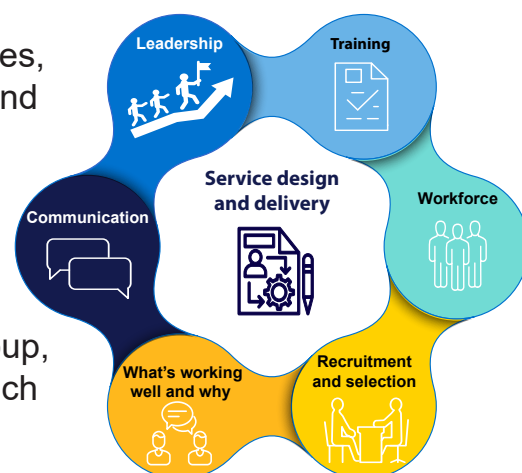 es,
nd
oup,
ch
Leadership
Training
Service design
and delivery
Workforce
Communication
What's working
well and why
Recruitment
and selection